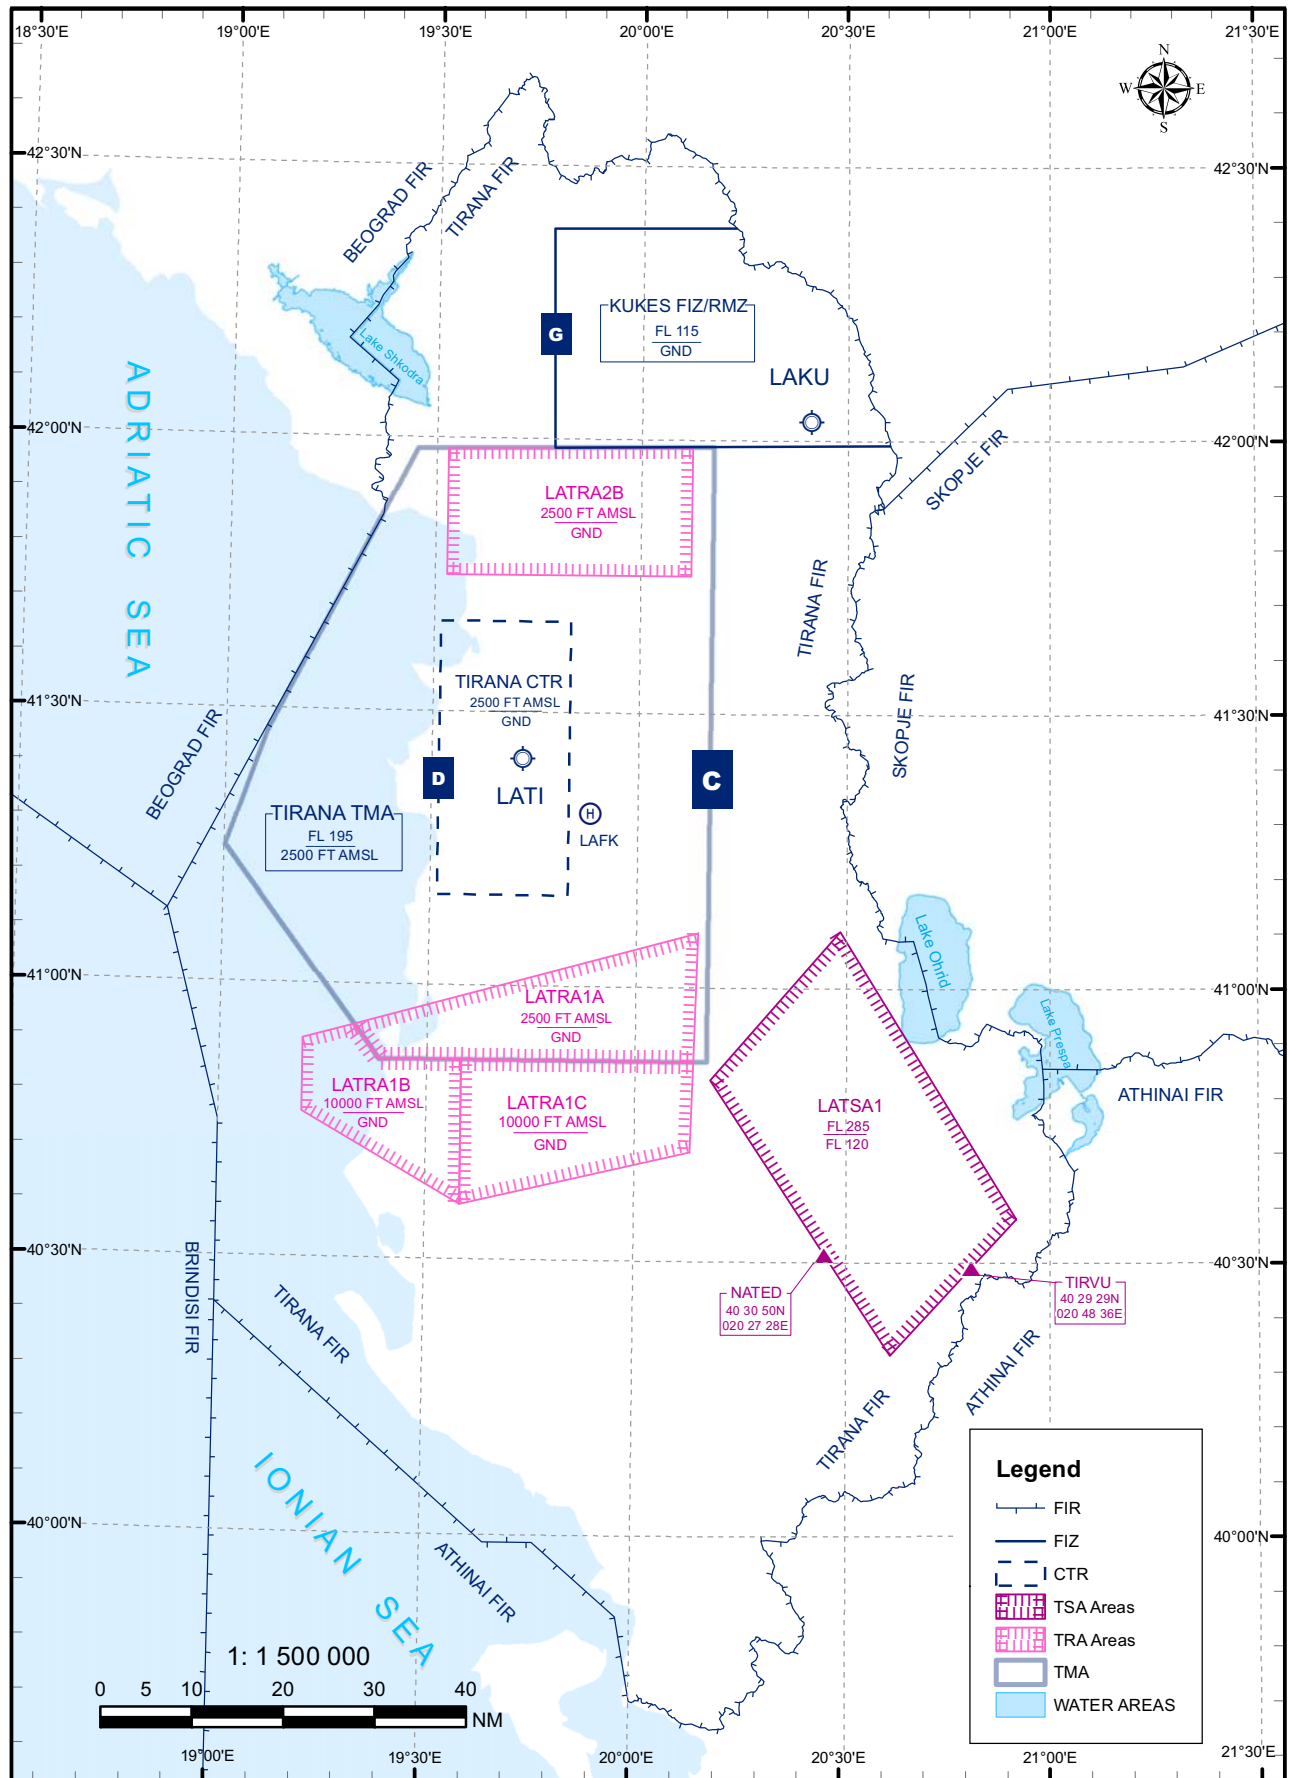 18°30'E
19°00'E
19°30'E
20°00'E
20°30'E
21°00'E
21°30'E
N
W
E
S
42°30'N
42°30'N
BEOGRAD FIR
TIRANA FIR
KUKES FIZ/RMZ
FL 115
GND
G
Lake Shkodra
LAKU
ADRIATIC SEA
42°00'N
42°00'N
SKOPJE FIR
LATRA2B
2500 FT AMSL
GND
TIRANA FIR
SKOPJE FIR
TIRANA CTR
2500 FT AMSL
GND
41°30'N
41°30'N
BEOGRAD FIR
D
C
LATI
TIRANA TMA
FL 195
2500 FT AMSL
H
LAFK
Lake Ohrid
41°00'N
41°00'N
LATRA1A
2500 FT AMSL
GND
Lake Prespa
LATRA1B
10000 FT AMSL
GND
LATRA1C
10000 FT AMSL
GND
LATSA1
FL 285
FL 120
ATHINAI FIR
40°30'N
40°30'N
BRINDISI FIR
TIRANA FIR
NATED
40 30 50N
020 27 28E
TIRVU
40 29 29N
020 48 36E
ATHINAI FIR
TIRANA FIR
IONIAN SEA
40°00'N
40°00'N
ATHINAI FIR
Legend
FIR
FIZ
CTR
TSA Areas
TRA Areas
TMA
WATER AREAS
1: 1 500 000
0 5 10 20 30 40
NM
19°00'E
19°30'E
20°00'E
20°30'E
21°00'E
21°30'E